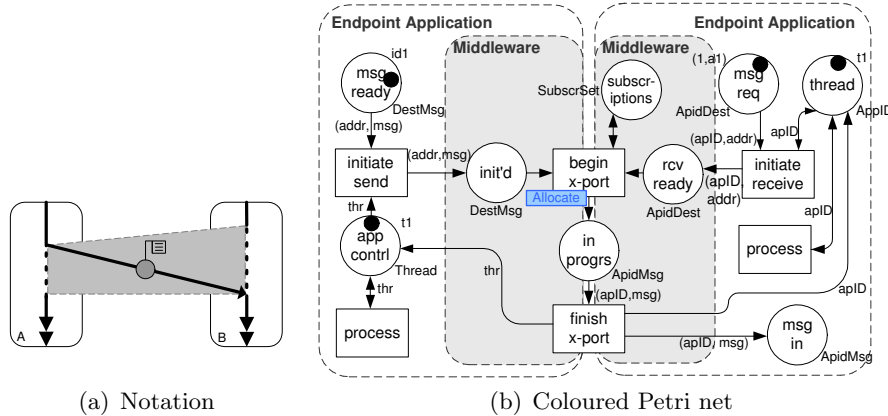 Endpoint Application
Endpoint Application
Middleware
Middleware
id1
msg
ready
DestMsg
(addr, msg)
initiate
send
(addr,msg)
init'd
DestMsg
begin
x-port
Allocate
SubscrSet
subscr-
iptions
rcv
ready
ApidDest
(1,a1)
msg
req
ApidDest
(apID,addr)
(apID,
addr)
initiate
receive
t1
thread
AppID
apID
apID
process
thr
t1
app
contrl
Thread
thr
process
thr
in
progrs
ApidMsg
(apID,msg)
finish
x-port
apID
(apID, msg)
msg
in
ApidMsg
A
B
(a) Notation
(b) Coloured Petri net